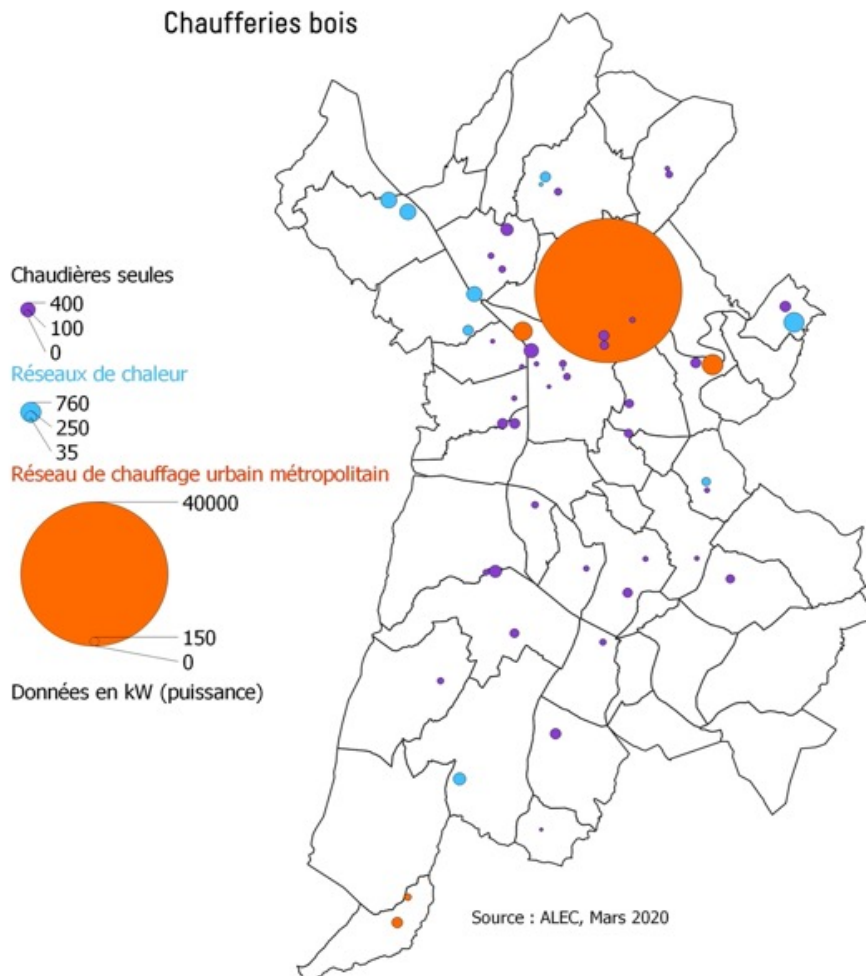 Chaufferies bois
Chaudières seules
400
100
0
Réseaux de chaleur
760
250
35
Réseau de chauffage urbain métropolitain
40000
150
0
Données en kW (puissance)
Source : ALEC, Mars 2020